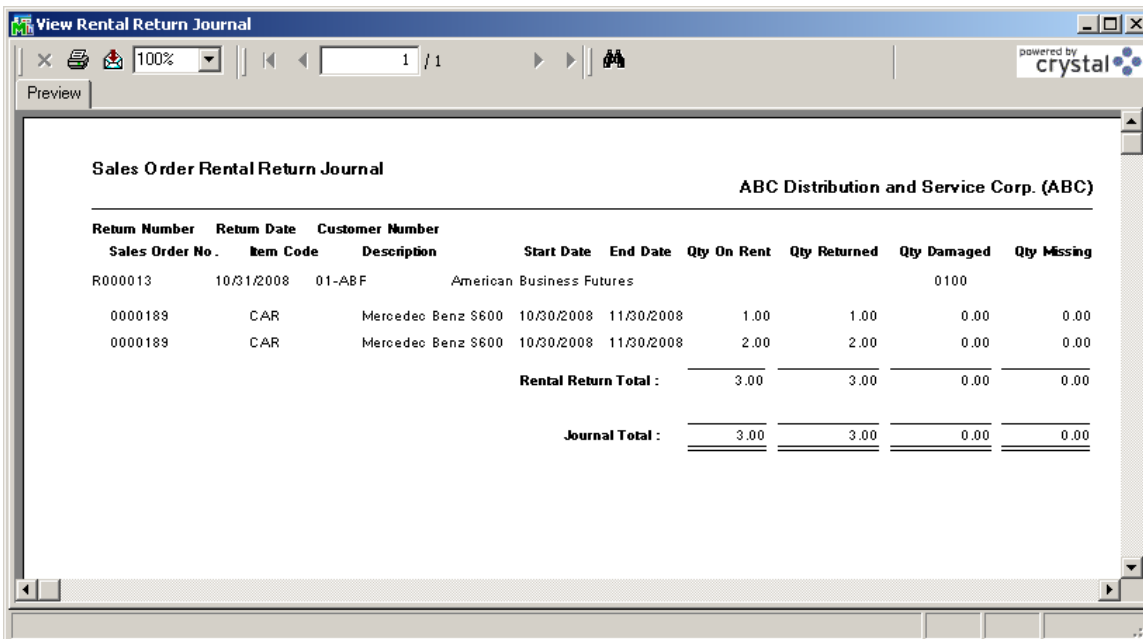 View Rental Return Journal
100% 1 / 1 powered by crystal
Preview
Sales Order Rental Return Journal
ABC Distribution and Service Corp. (ABC)
Return Number Return Date Customer Number
Sales Order No. Item Code Description Start Date End Date Qty On Rent Qty Returned Qty Damaged Qty Missing
R000013 10/31/2008 01-ABF American Business Futures 0100
0000189 CAR Mercedec Benz S600 10/30/2008 11/30/2008 1.00 1.00 0.00 0.00
0000189 CAR Mercedec Benz S600 10/30/2008 11/30/2008 2.00 2.00 0.00 0.00
Rental Return Total : 3.00 3.00 0.00 0.00
Journal Total : 3.00 3.00 0.00 0.00